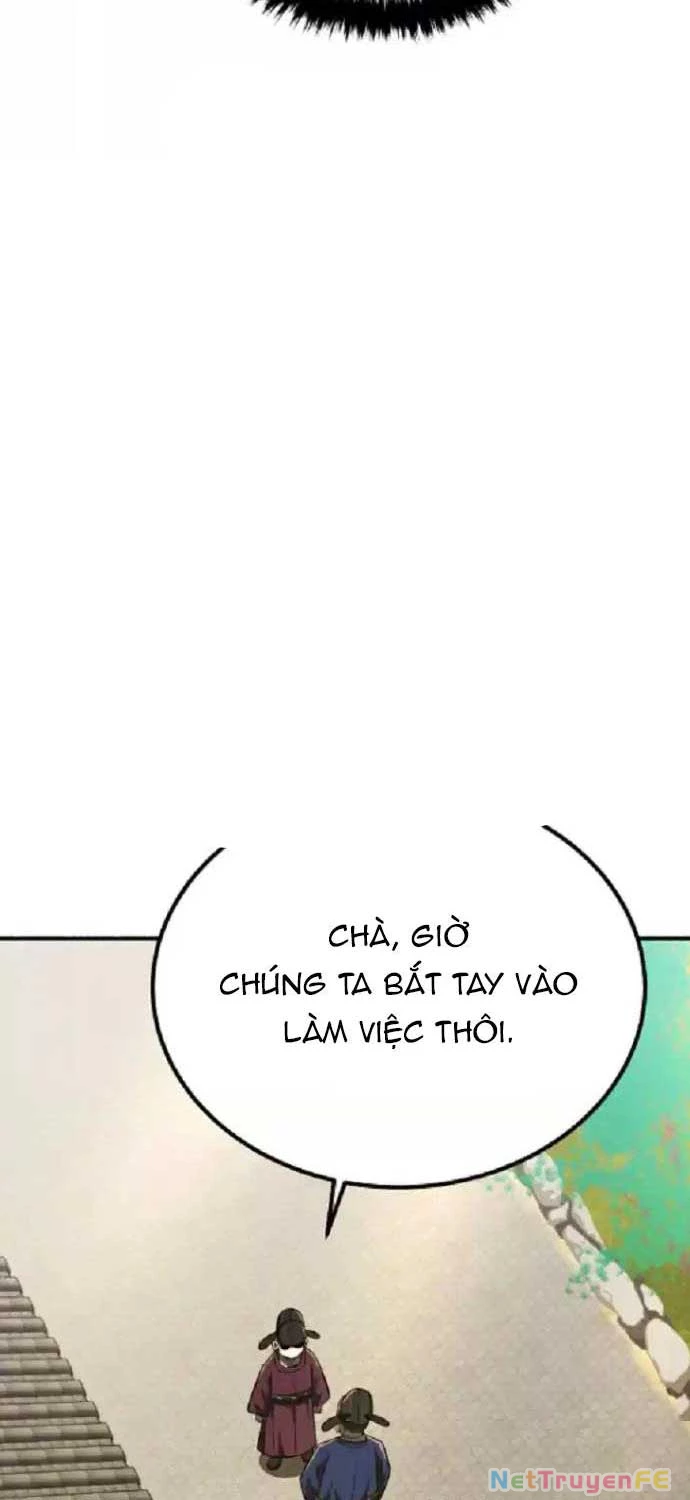 CHÀ, GIỜ
CHÚNG TA BẮT TAY VÀO
LÀM VIỆC THÔI.
NETTRUYENFE